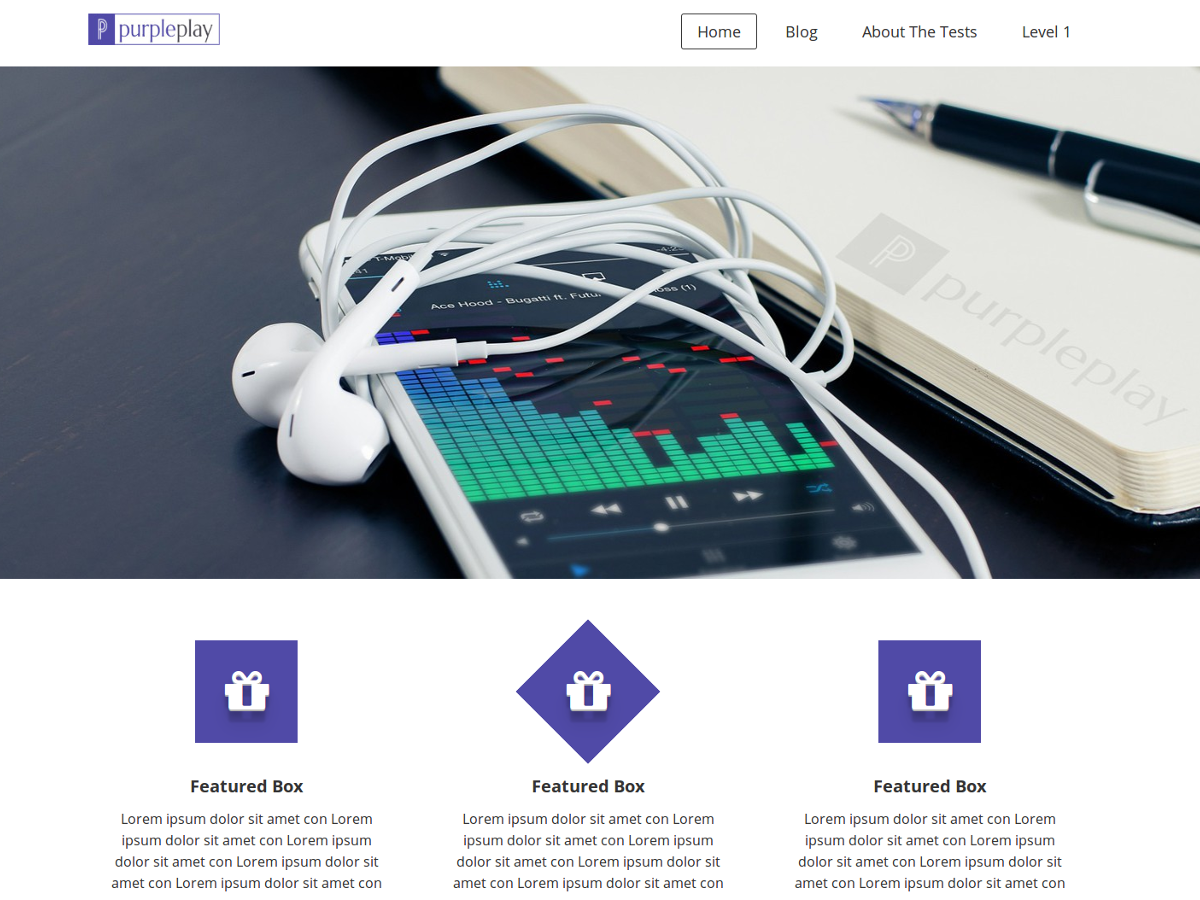 purpleplay
Home
Blog
About The Tests
Level 1
T-Mobile
Ace Hood - Bugatti ft. Futu
oss (1)
purpleplay
Featured Box
Lorem ipsum dolor sit amet con Lorem
ipsum dolor sit amet con Lorem ipsum
dolor sit amet con Lorem ipsum dolor sit
amet con Lorem ipsum dolor sit amet con
Featured Box
Lorem ipsum dolor sit amet con Lorem
ipsum dolor sit amet con Lorem ipsum
dolor sit amet con Lorem ipsum dolor sit
amet con Lorem ipsum dolor sit amet con
Featured Box
Lorem ipsum dolor sit amet con Lorem
ipsum dolor sit amet con Lorem ipsum
dolor sit amet con Lorem ipsum dolor sit
amet con Lorem ipsum dolor sit amet con